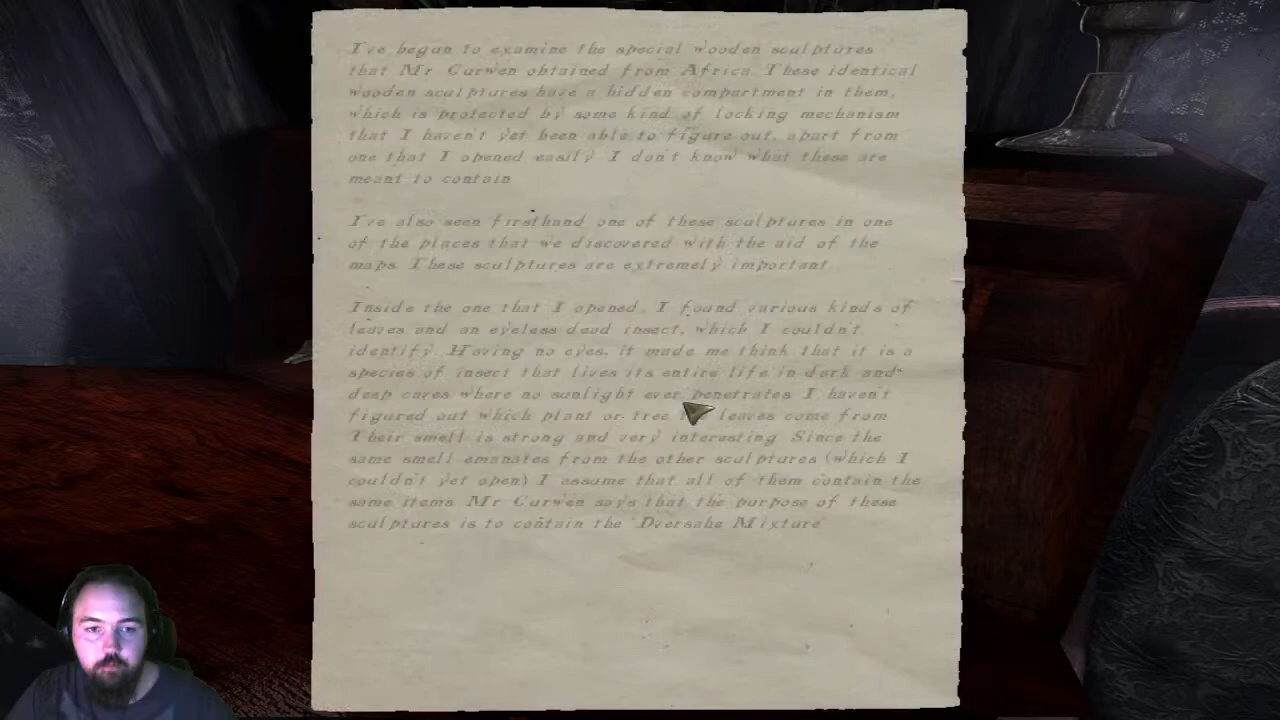 I've began to examine the special wooden sculptures
that Mr Curwen obtained from Africa. These identical
wooden sculptures have a hidden compartment in them,
which is protected by some kind of locking mechanism
that I haven't yet been able to figure out, apart from
one that I opened easily. I don't know what these are
meant to contain
I've also seen firsthand one of these sculptures in one
of the places that we discovered with the aid of the
maps. These sculptures are extremely important.
Inside the one that I opened, I found various kinds of
leaves and an eyeless dead insect, which I couldn't
identify. Having no eyes, it made me think that it is a
species of insect that lives its entire life in dark and
deep caves where no sunlight ever penetrates. I haven't
figured out which plant or tree leaves come from
Their smell is strong and very interesting. Since the
same smell emanates from the other sculptures (which I
couldn't yet open) I assume that all of them contain the
same items. Mr Curwen says that the purpose of these
sculptures is to contain the "Dversahe Mixture"